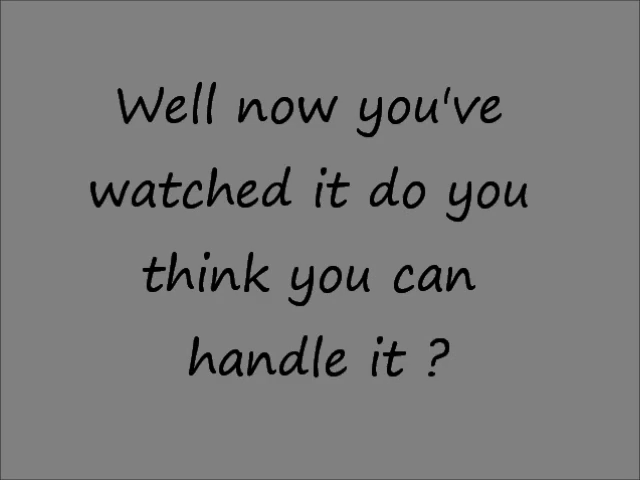 Well now you've
watched it do you
think you can
handle it ?